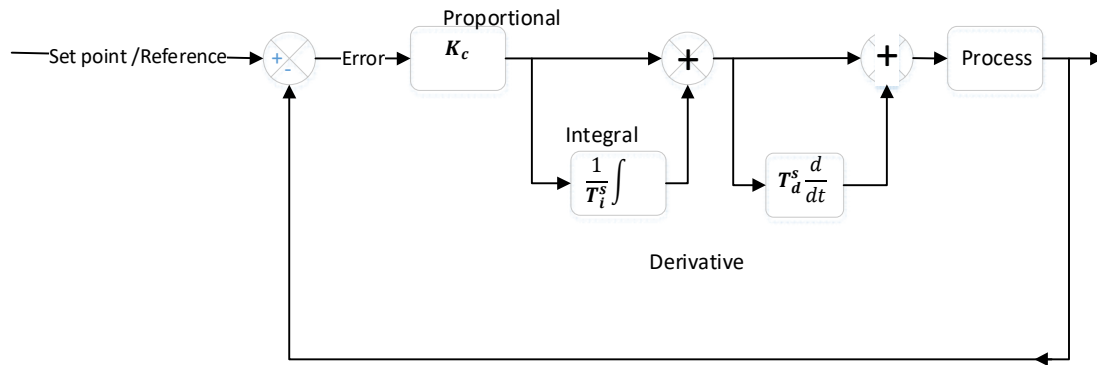 Proportional
Set point /Reference
+
-
Error
K_c
+
+
Process
Integral
1/T_i^s ∫
T_d^s d/dt
Derivative